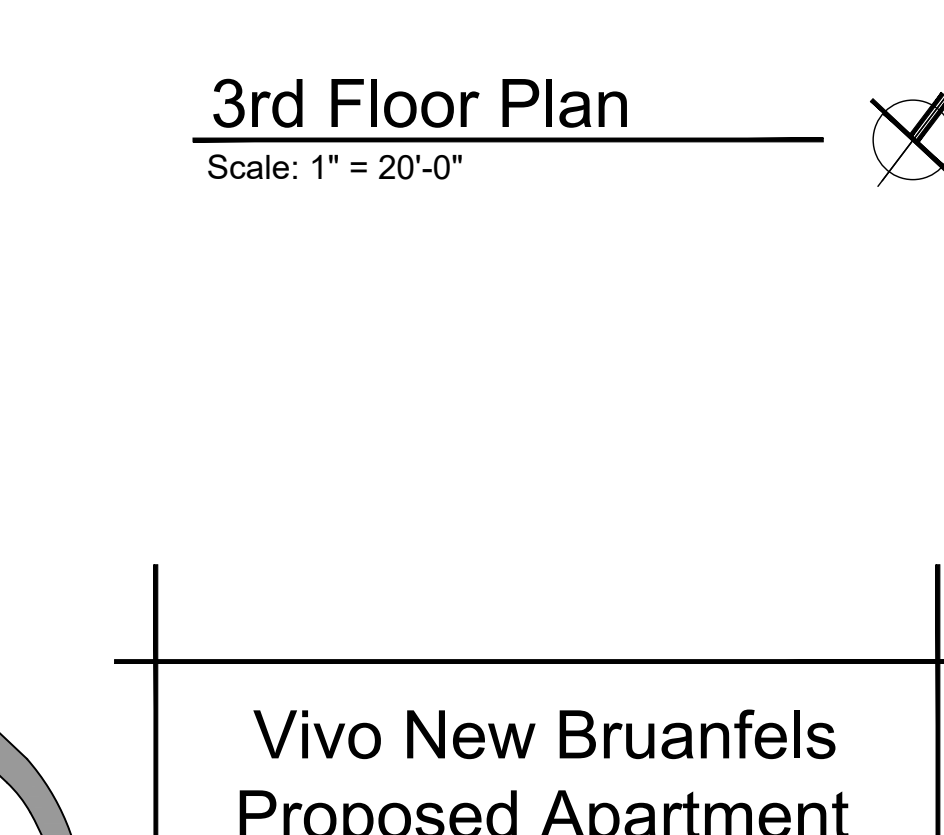 3rd Floor Plan
Scale: 1" = 20'-0"
Vivo New Bruanfels
Proposed Apartment